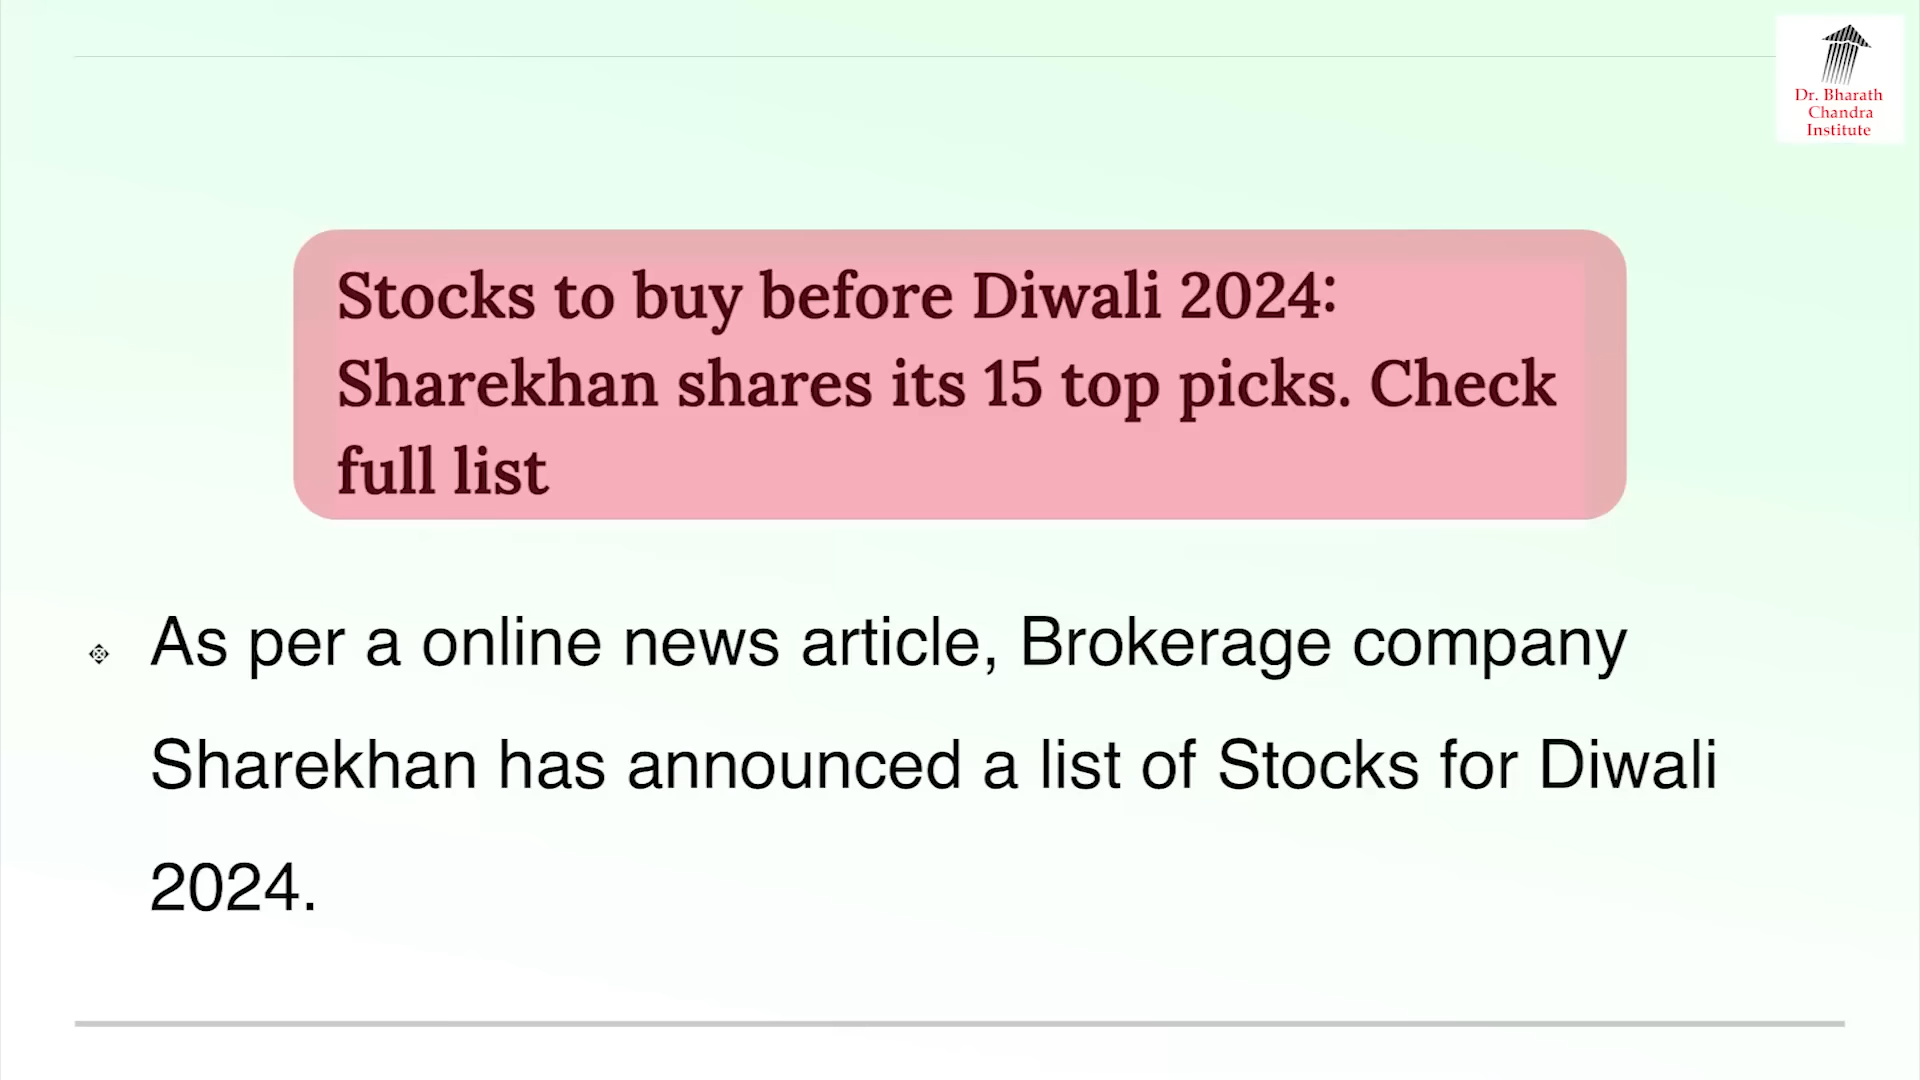 Dr. Bharath
Chandra
Institute
Stocks to buy before Diwali 2024:
Sharekhan shares its 15 top picks. Check
full list
As per a online news article, Brokerage company
Sharekhan has announced a list of Stocks for Diwali
2024.